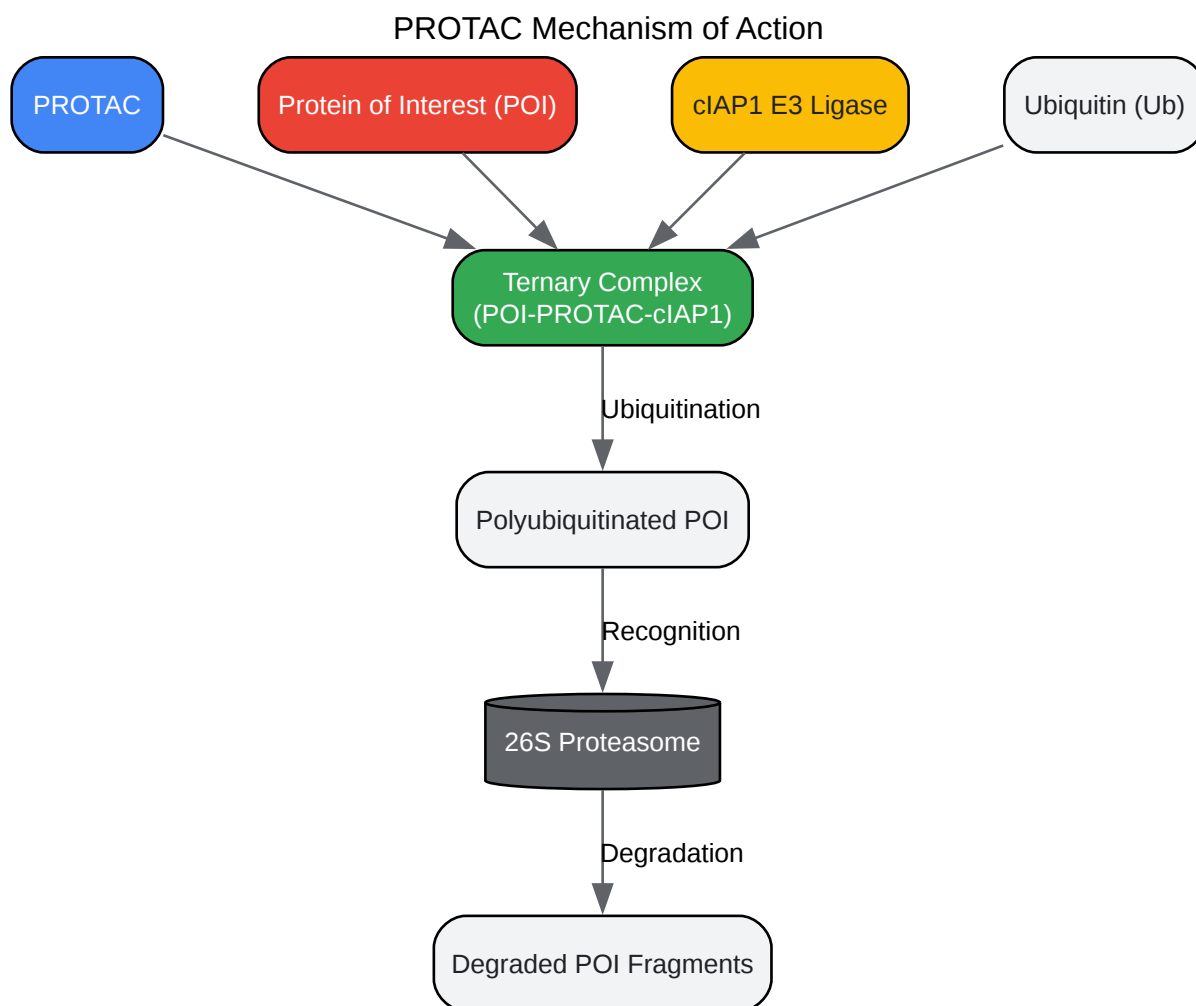 PROTAC Mechanism of Action
PROTAC
Protein of Interest (POI)
cIAP1 E3 Ligase
Ubiquitin (Ub)
Ternary Complex
(POI-PROTAC-cIAP1)
Ubiquitination
Polyubiquitinated POI
Recognition
26S Proteasome
Degradation
Degraded POI Fragments